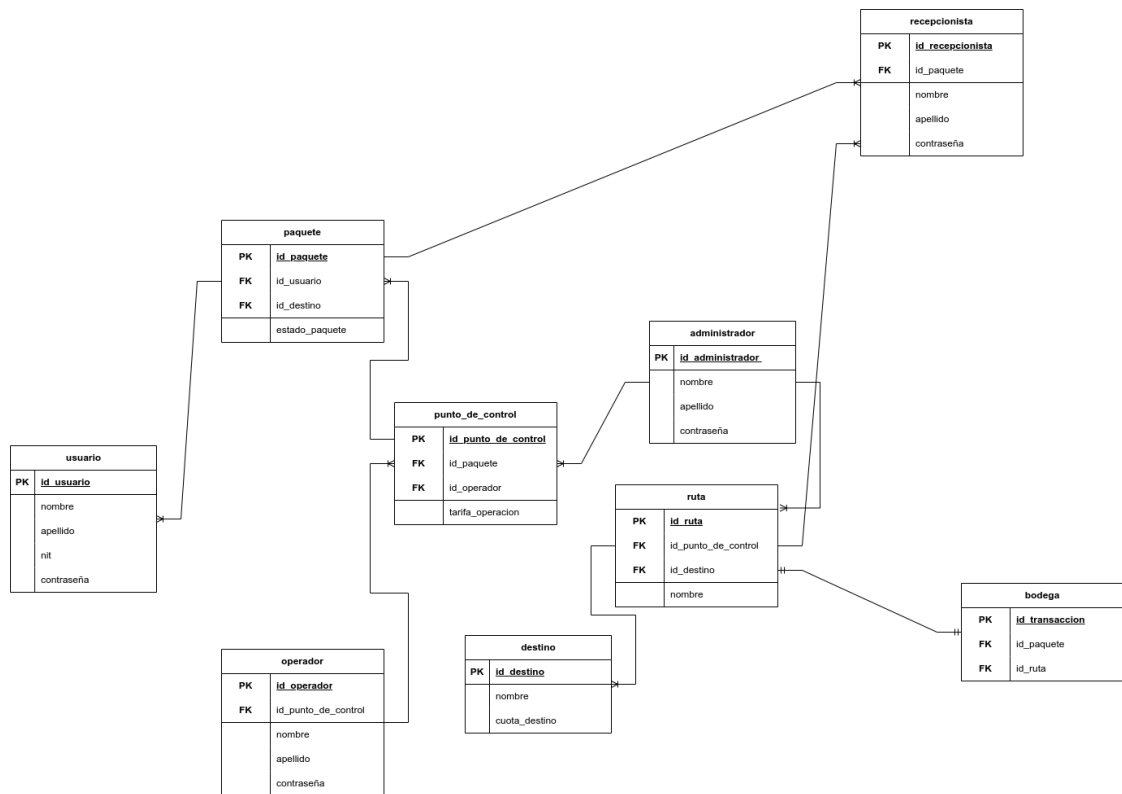 recepcionista
PK id_recepcionista
FK id_paquete
nombre
apellido
contraseña
paquete
PK id_paquete
FK id_usuario
FK id_destino
estado_paquete
administrador
PK id_administrador
nombre
apellido
contraseña
punto_de_control
PK id_punto_de_control
FK id_paquete
FK id_operador
tarifa_operacion
usuario
PK id_usuario
nombre
apellido
nit
contraseña
ruta
PK id_ruta
FK id_punto_de_control
FK id_destino
nombre
bodega
PK id_transaccion
FK id_paquete
FK id_ruta
destino
PK id_destino
nombre
cuota_destino
operador
PK id_operador
FK id_punto_de_control
nombre
apellido
contraseña